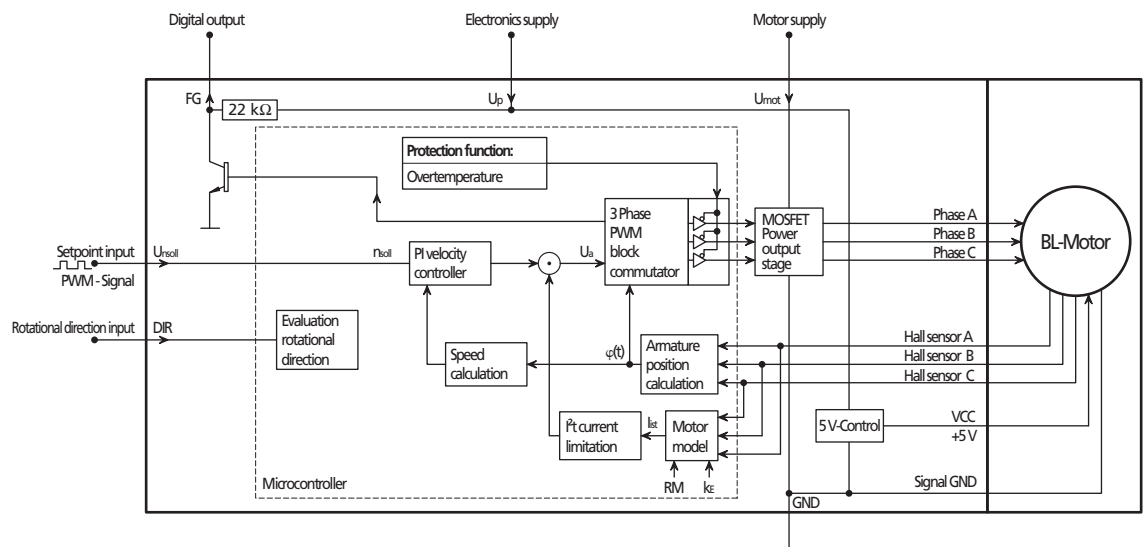 Digital output
Electronics supply
Motor supply
FG
22 kΩ
Up
Umot
Protection function:
Overtemperature
3 Phase
PWM
block
commutator
MOSFET
Power
output
stage
Phase A
Phase B
Phase C
BL-Motor
Setpoint input
Unsoll
PWM - Signal
nsoll
PI velocity
controller
Ua
Rotational direction input
DIR
Evaluation
rotational
direction
Speed
calculation
φ(t)
Armature
position
calculation
Hall sensor A
Hall sensor B
Hall sensor C
I²t current
limitation
Iist
Motor
model
5 V-Control
VCC
+5 V
RM
kE
Microcontroller
Signal GND
GND